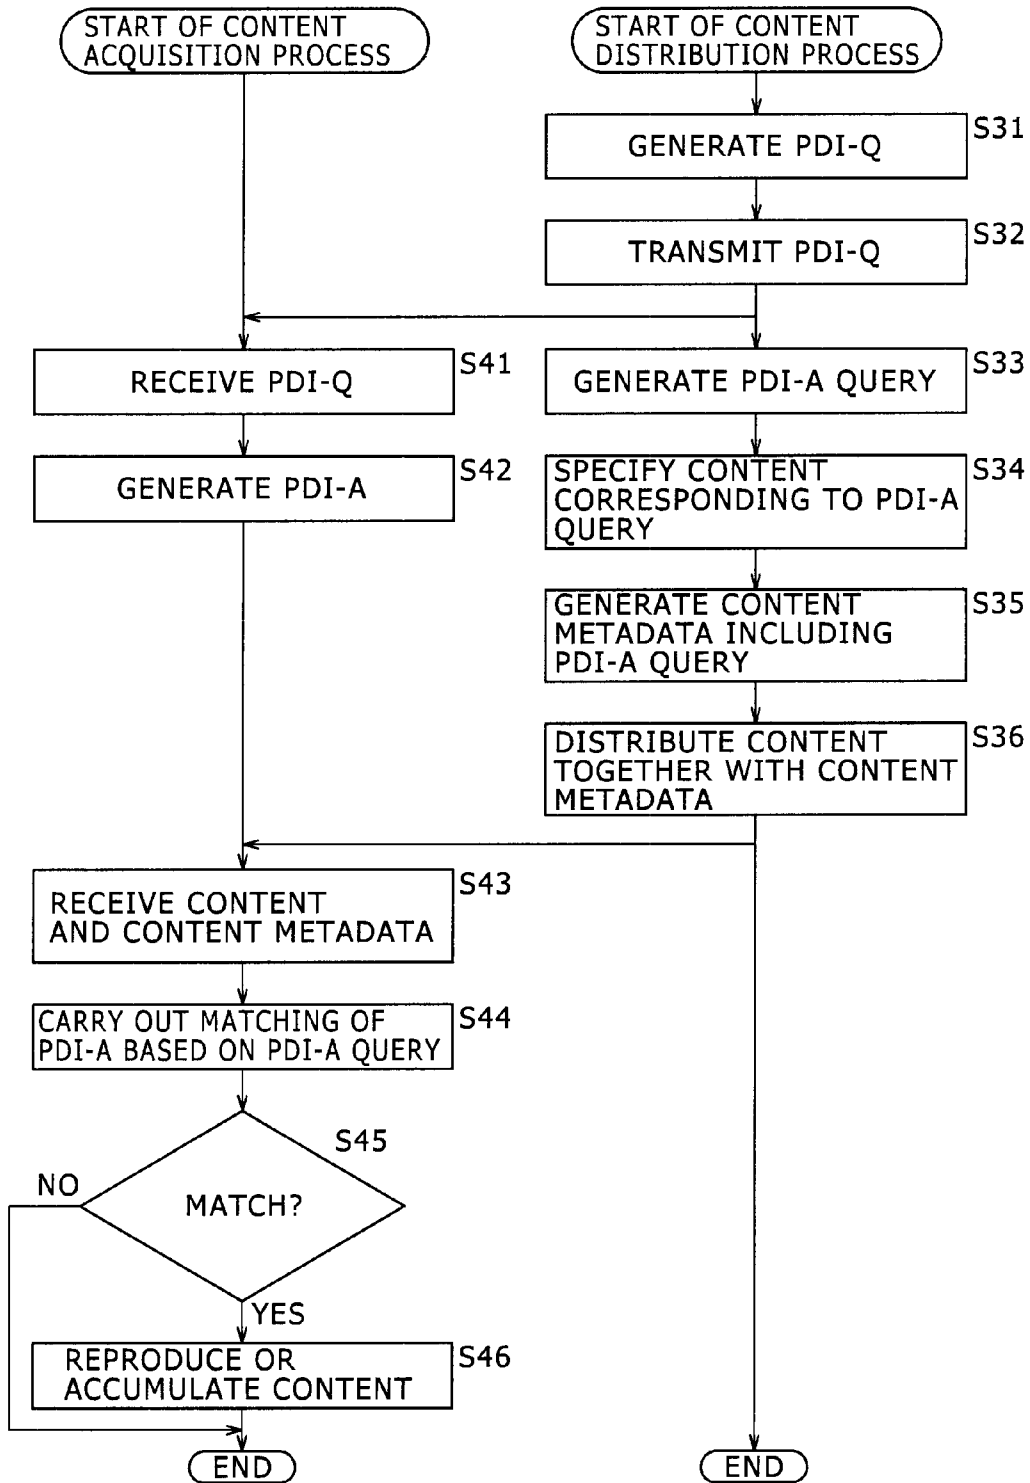 START OF CONTENT
ACQUISITION PROCESS
START OF CONTENT
DISTRIBUTION PROCESS
S31
GENERATE PDI-Q
S32
TRANSMIT PDI-Q
S41
RECEIVE PDI-Q
S33
GENERATE PDI-A QUERY
S42
GENERATE PDI-A
S34
SPECIFY CONTENT
CORRESPONDING TO PDI-A
QUERY
S35
GENERATE CONTENT
METADATA INCLUDING
PDI-A QUERY
S36
DISTRIBUTE CONTENT
TOGETHER WITH CONTENT
METADATA
S43
RECEIVE CONTENT
AND CONTENT METADATA
S44
CARRY OUT MATCHING OF
PDI-A BASED ON PDI-A QUERY
S45
NO
MATCH?
YES
S46
REPRODUCE OR
ACCUMULATE CONTENT
END
END